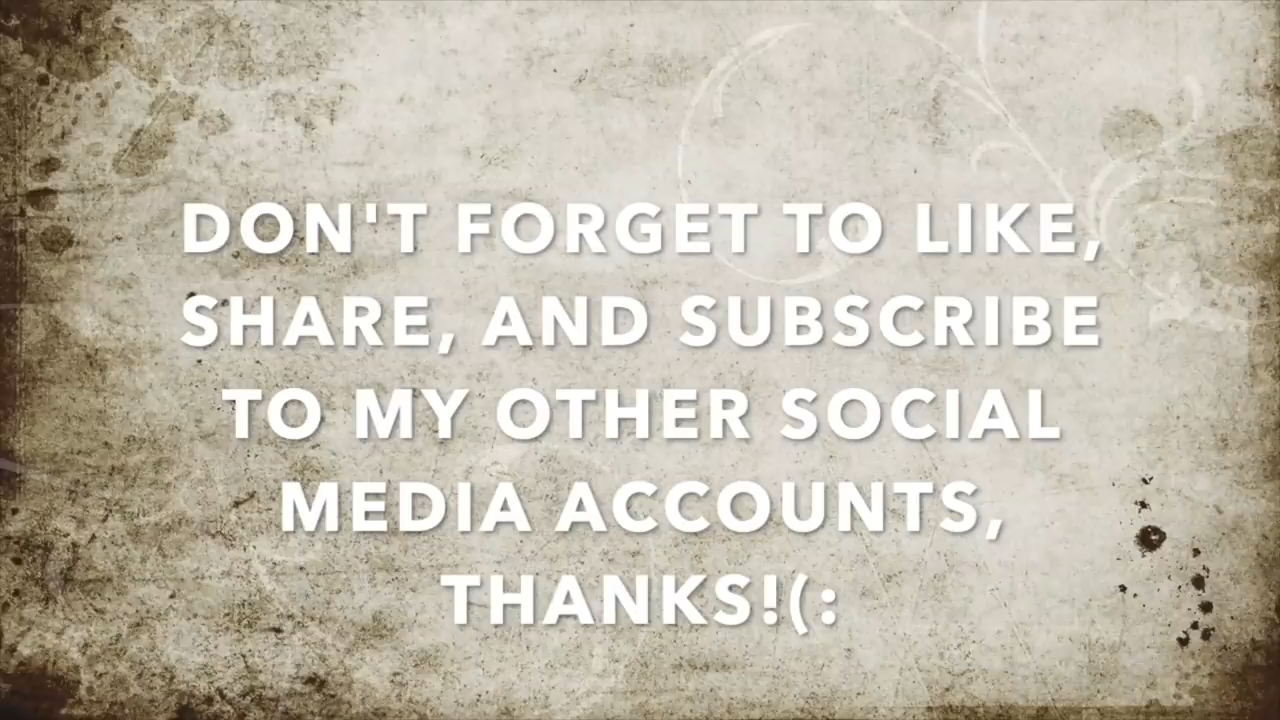 DON'T FORGET TO LIKE,
SHARE, AND SUBSCRIBE
TO MY OTHER SOCIAL
MEDIA ACCOUNTS,
THANKS!(: